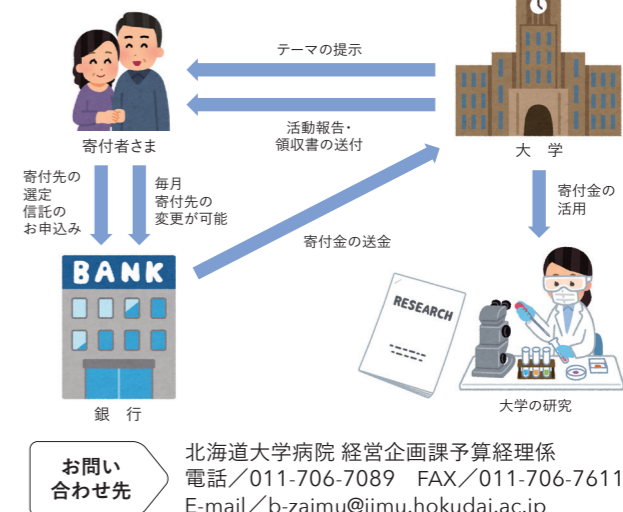 テーマの提示
活動報告・
領収書の送付
寄付者さま
大　学
寄付先の
選定
信託の
お申込み
毎月
寄付先の
変更が可能
寄付金の
活用
寄付金の送金
BANK
RESEARCH
銀　行
大学の研究
お問い
合わせ先
北海道大学病院 経営企画課予算経理係
電話／011-706-7089　FAX／011-706-7611
E-mail／b-zaimu@jimu.hokudai.ac.jp